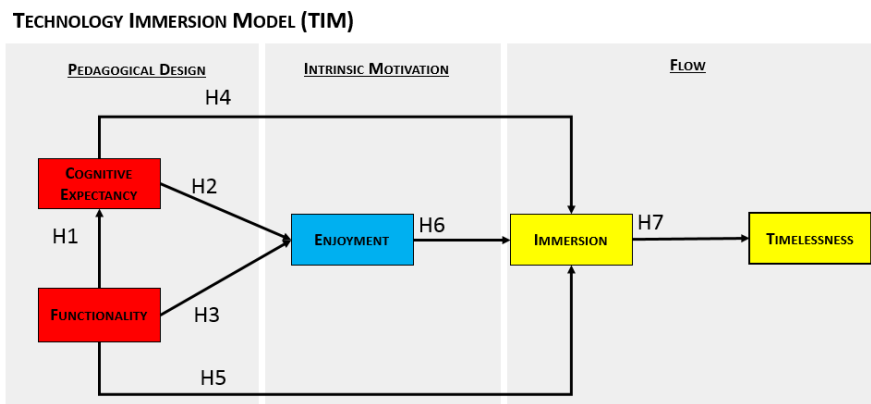 TECHNOLOGY IMMERSION MODEL (TIM)
PEDAGOGICAL DESIGN
INTRINSIC MOTIVATION
FLOW
H4
COGNITIVE
EXPECTANCY
H2
H1
ENJOYMENT
H6
IMMERSION
H7
TIMELESSNESS
FUNCTIONALITY
H3
H5